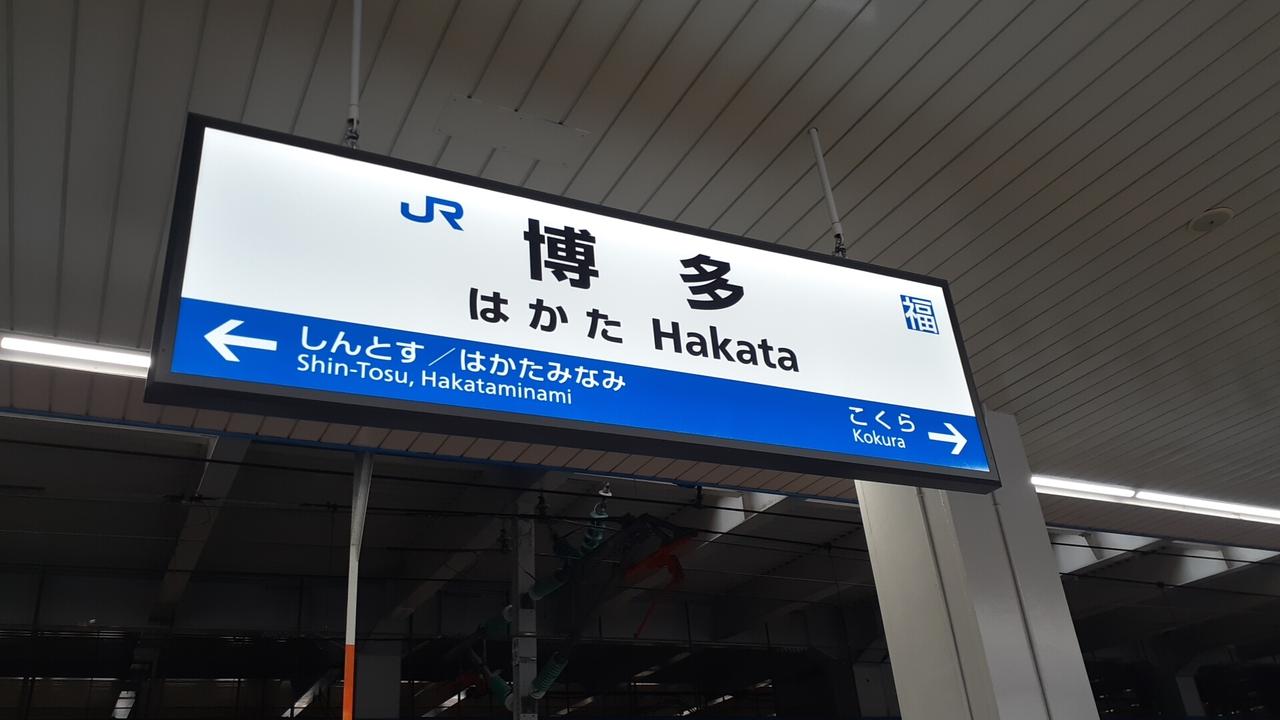 JR
博多
はかた Hakata
福
しんとす／はかたみなみ
Shin-Tosu, Hakataminami
こくら
Kokura